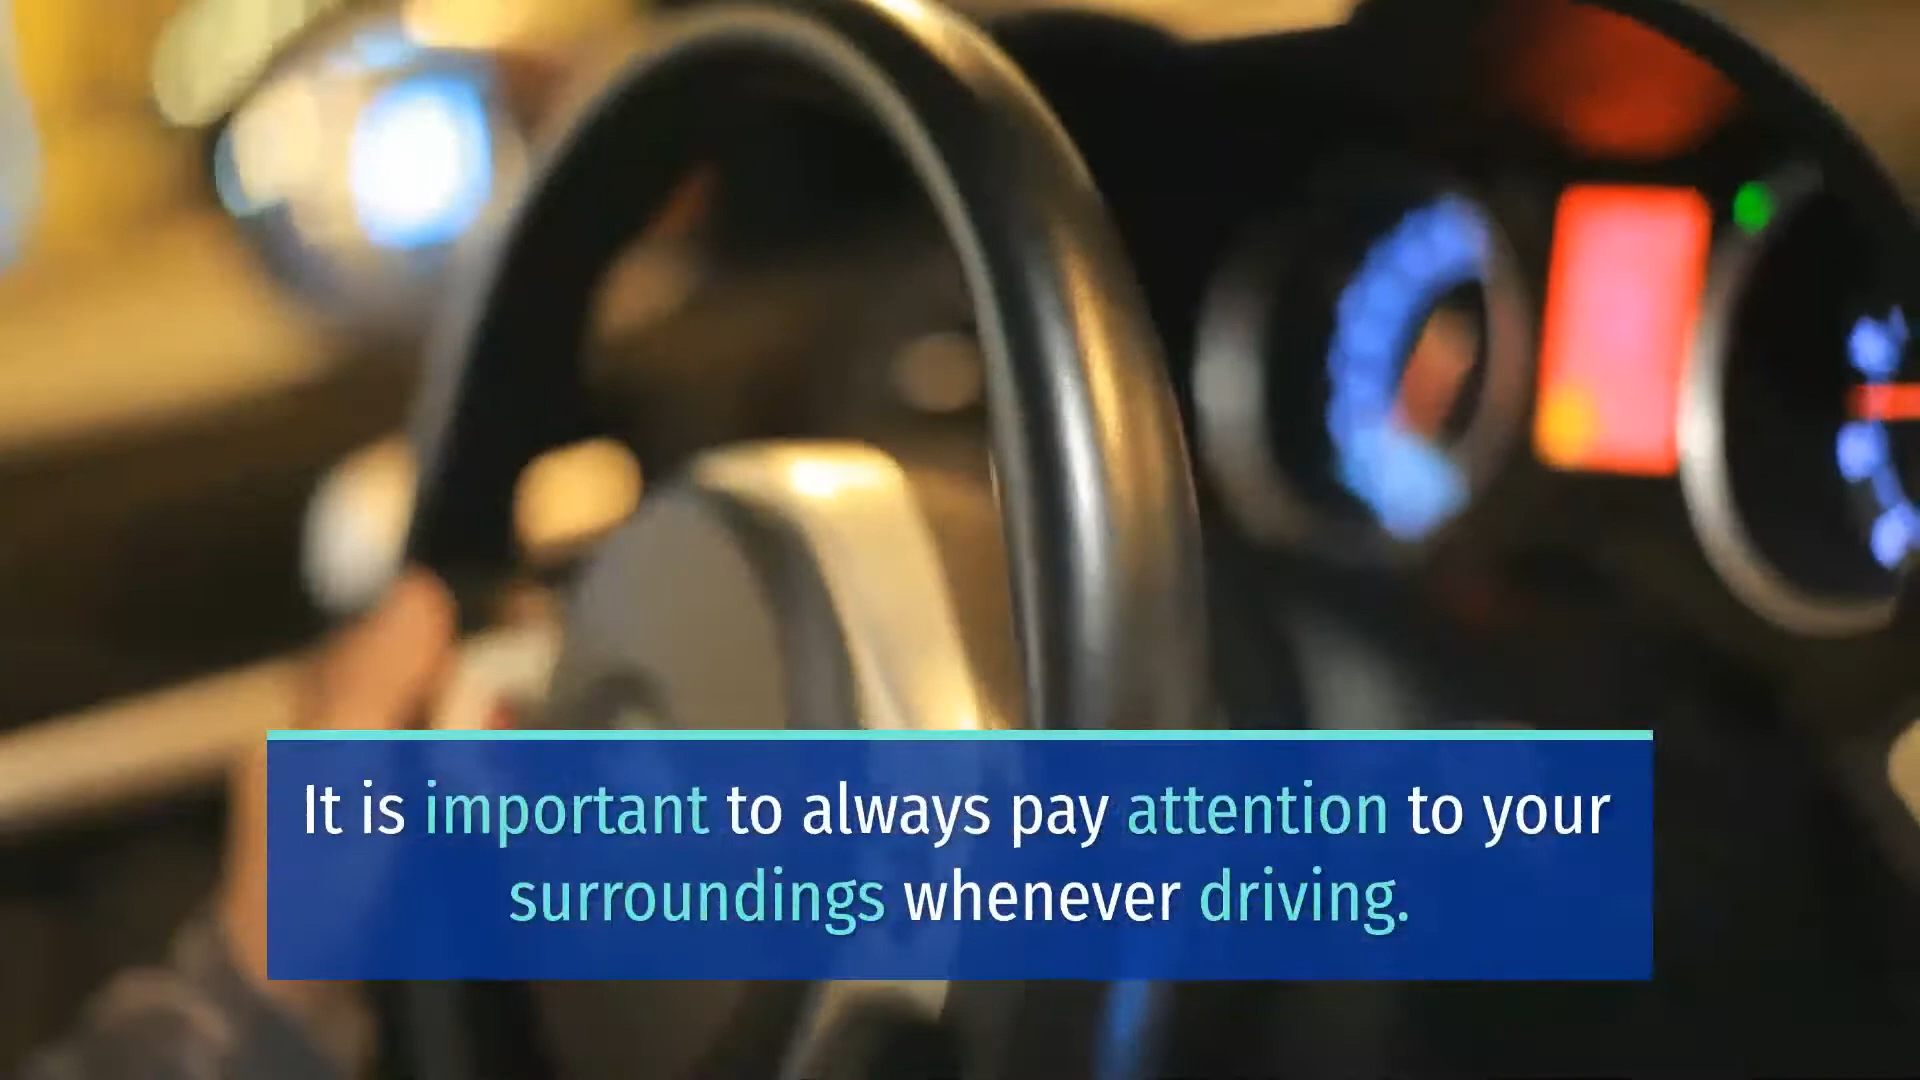 It is important to always pay attention to your
surroundings whenever driving.